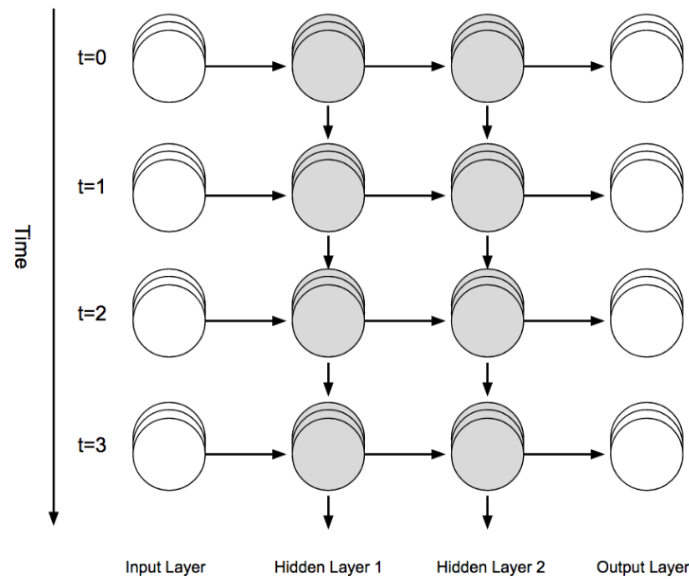 t=0
t=1
Time
t=2
t=3
Input Layer
Hidden Layer 1
Hidden Layer 2
Output Layer